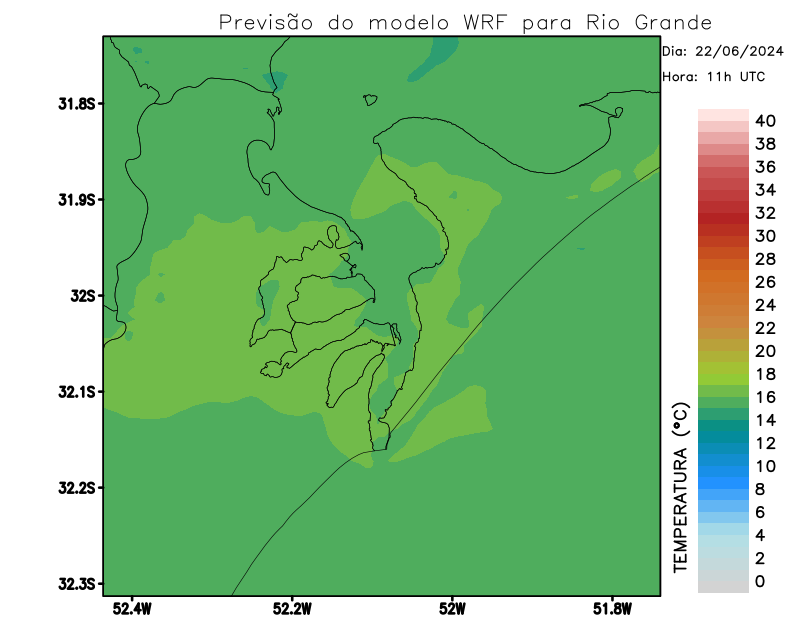 Previsão do modelo WRF para Rio Grande
Dia: 22/06/2024
Hora: 11h UTC
31.8S
31.9S
32S
32.1S
32.2S
32.3S
52.4W
52.2W
52W
51.8W
TEMPERATURA (°C)
40
38
36
34
32
30
28
26
24
22
20
18
16
14
12
10
8
6
4
2
0